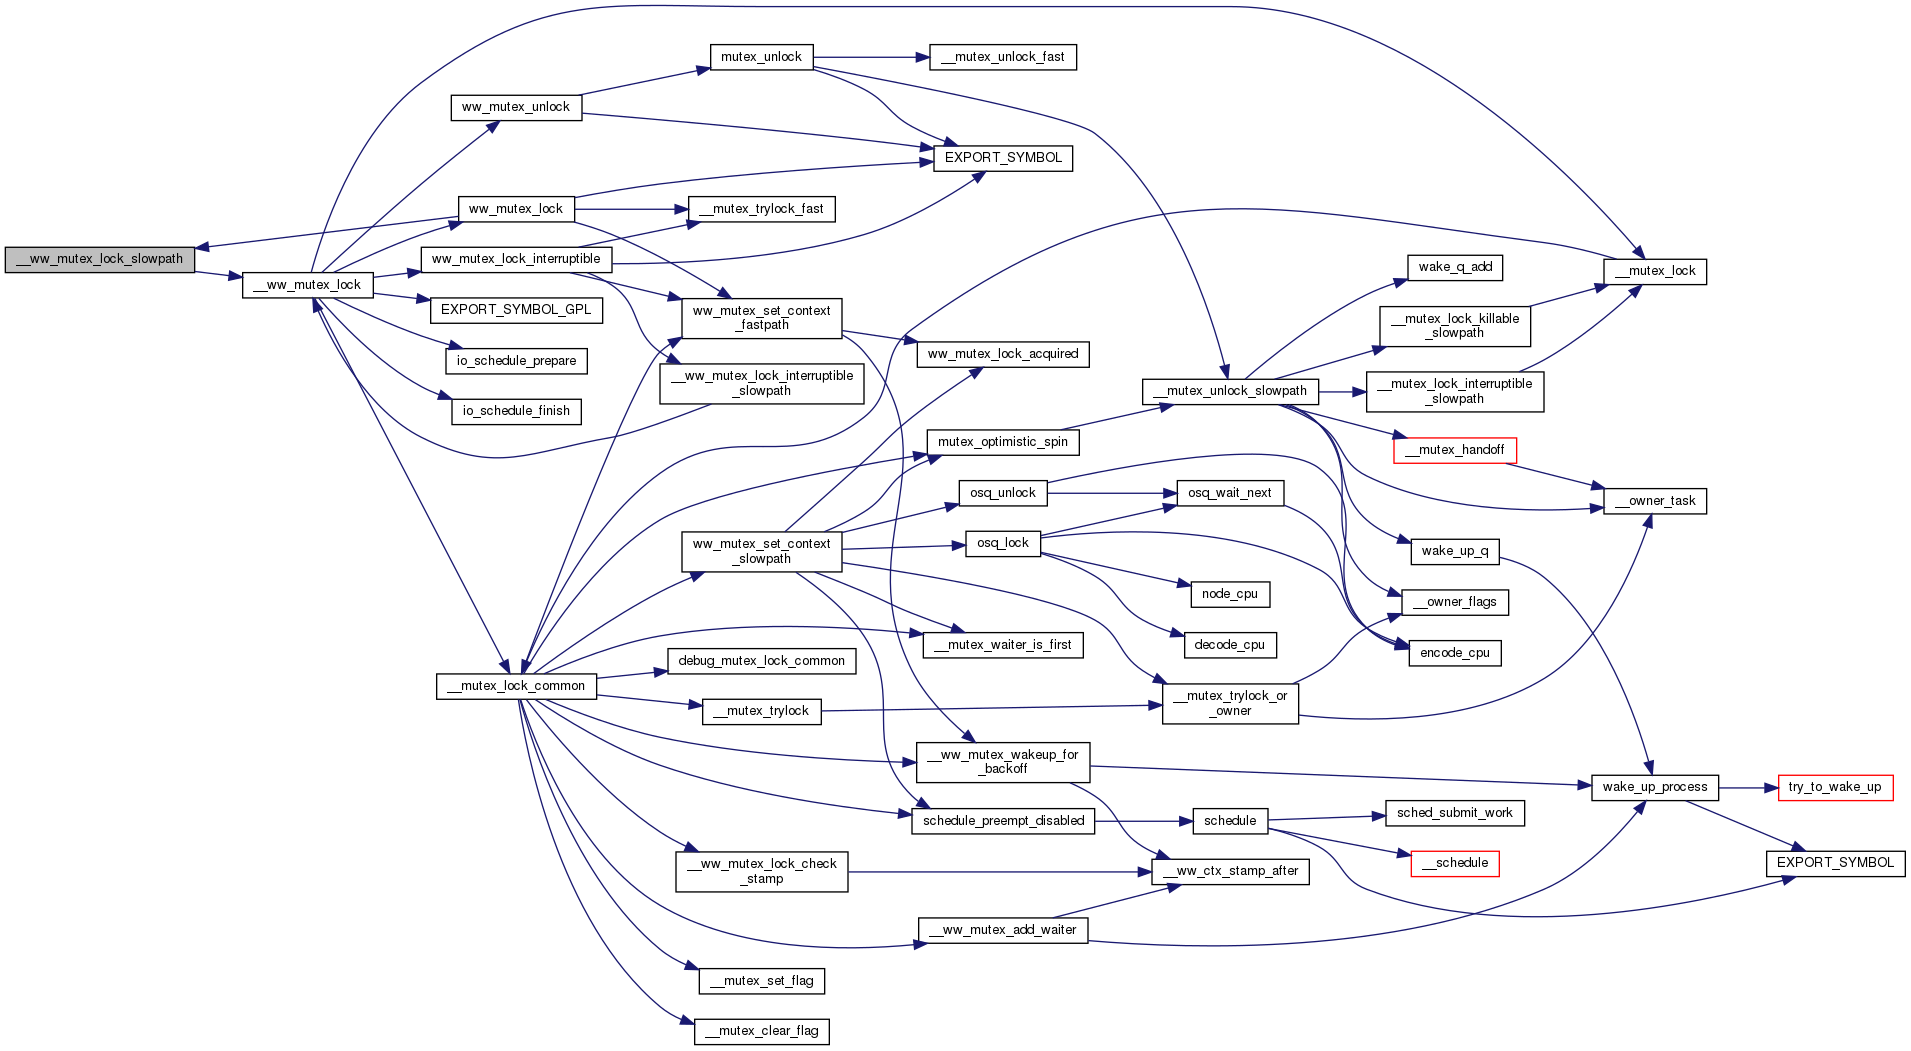 mutex_unlock
__mutex_unlock_fast
ww_mutex_unlock
EXPORT_SYMBOL
ww_mutex_lock
__mutex_trylock_fast
__ww_mutex_lock_slowpath
ww_mutex_lock_interruptible
__ww_mutex_lock
EXPORT_SYMBOL_GPL
ww_mutex_set_context
_fastpath
io_schedule_prepare
ww_mutex_lock_acquired
__ww_mutex_lock_interruptible
_slowpath
io_schedule_finish
wake_q_add
__mutex_lock
__mutex_lock_killable
_slowpath
__mutex_unlock_slowpath
__mutex_lock_interruptible
_slowpath
mutex_optimistic_spin
__mutex_handoff
osq_unlock
osq_wait_next
__owner_task
ww_mutex_set_context
_slowpath
osq_lock
wake_up_q
node_cpu
__owner_flags
__mutex_waiter_is_first
decode_cpu
encode_cpu
debug_mutex_lock_common
__mutex_lock_common
__mutex_trylock
__mutex_trylock_or
_owner
__ww_mutex_wakeup_for
_backoff
wake_up_process
try_to_wake_up
schedule_preempt_disabled
schedule
sched_submit_work
__schedule
EXPORT_SYMBOL
__ww_mutex_lock_check
_stamp
__ww_ctx_stamp_after
__ww_mutex_add_waiter
__mutex_set_flag
__mutex_clear_flag